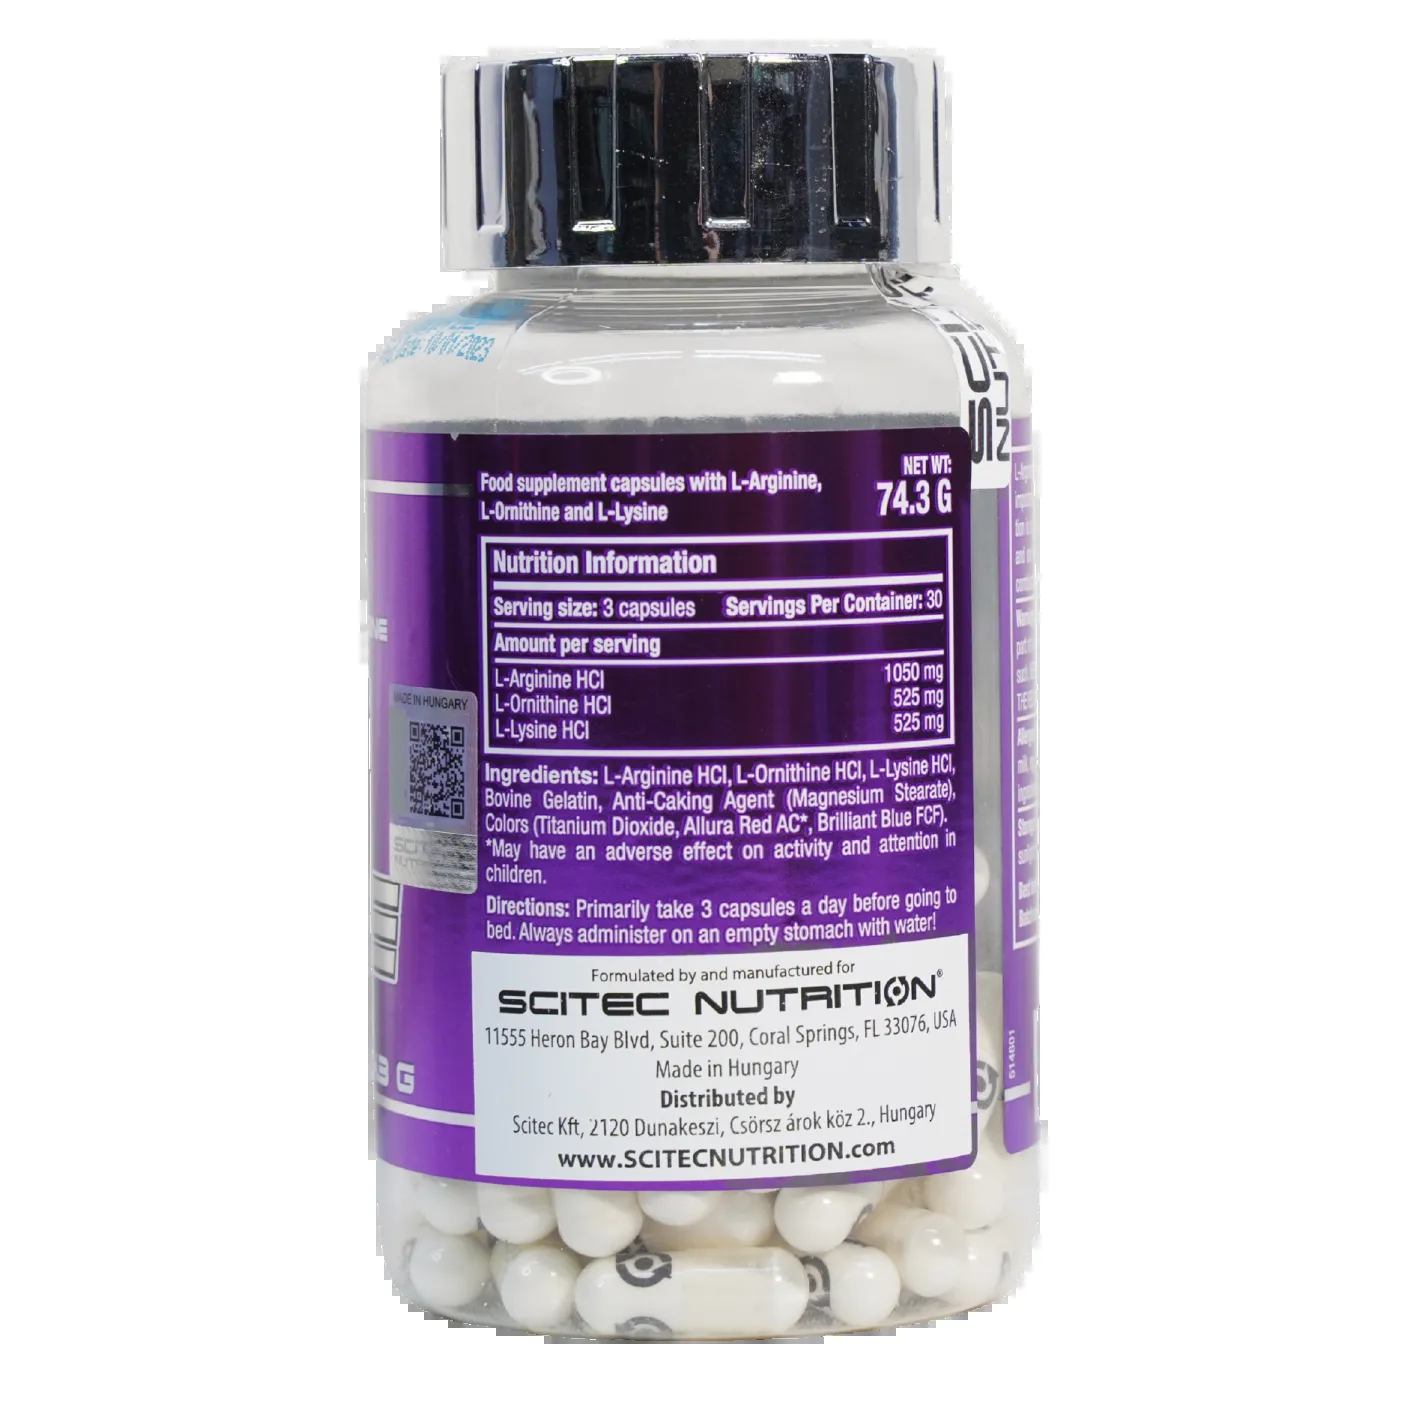 10/01/2023
Food supplement capsules with L-Arginine,
L-Ornithine and L-Lysine
NET WT:
74.3 G
Nutrition Information
Serving size: 3 capsules Servings Per Container: 30
Amount per serving
L-Arginine HCl 1050 mg
L-Ornithine HCl 525 mg
L-Lysine HCl 525 mg
Ingredients: L-Arginine HCl, L-Ornithine HCl, L-Lysine HCl,
Bovine Gelatin, Anti-Caking Agent (Magnesium Stearate),
Colors (Titanium Dioxide, Allura Red AC*, Brilliant Blue FCF).
*May have an adverse effect on activity and attention in
children.
Directions: Primarily take 3 capsules a day before going to
bed. Always administer on an empty stomach with water!
Formulated by and manufactured for
SCITEC NUTRITION®
11555 Heron Bay Blvd, Suite 200, Coral Springs, FL 33076, USA
Made in Hungary
Distributed by
Scitec Kft, 2120 Dunakeszi, Csörsz árok köz 2., Hungary
www.SCITECNUTRITION.com
MADE IN HUNGARY
3 G
514801